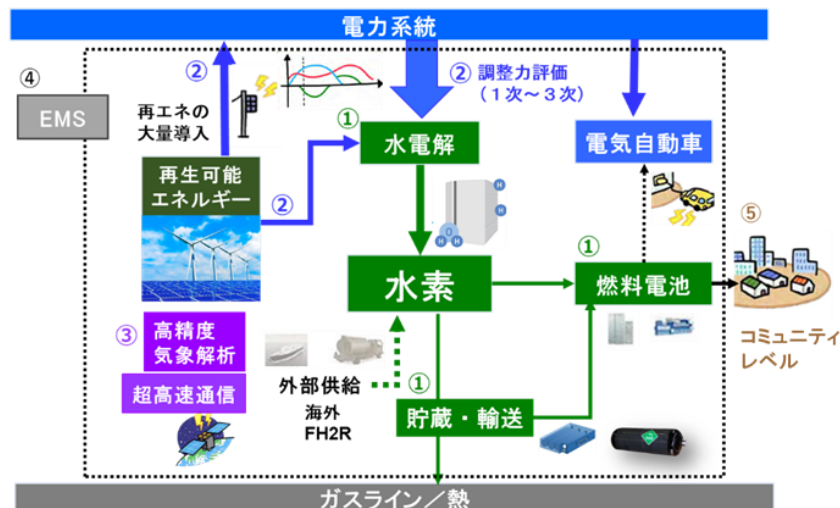 電力系統
④
EMS
②
再エネの
大量導入
② 調整力評価
(1次~3次)
①
水電解
電気自動車
再生可能
エネルギー
②
H
H
O
H H
⑤
水素
①
燃料電池
③
高精度
気象解析
超高速通信
外部供給
海外
FH2R
①
貯蔵・輸送
コミュニティ
レベル
ガスライン/熱